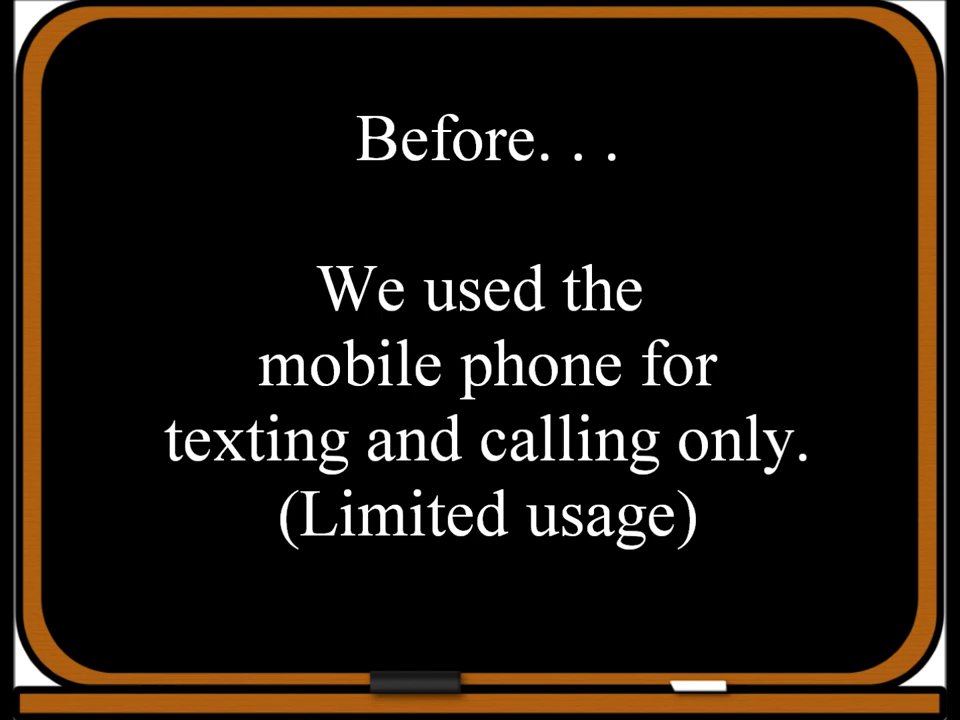 Before. . .
We used the
mobile phone for
texting and calling only.
(Limited usage)